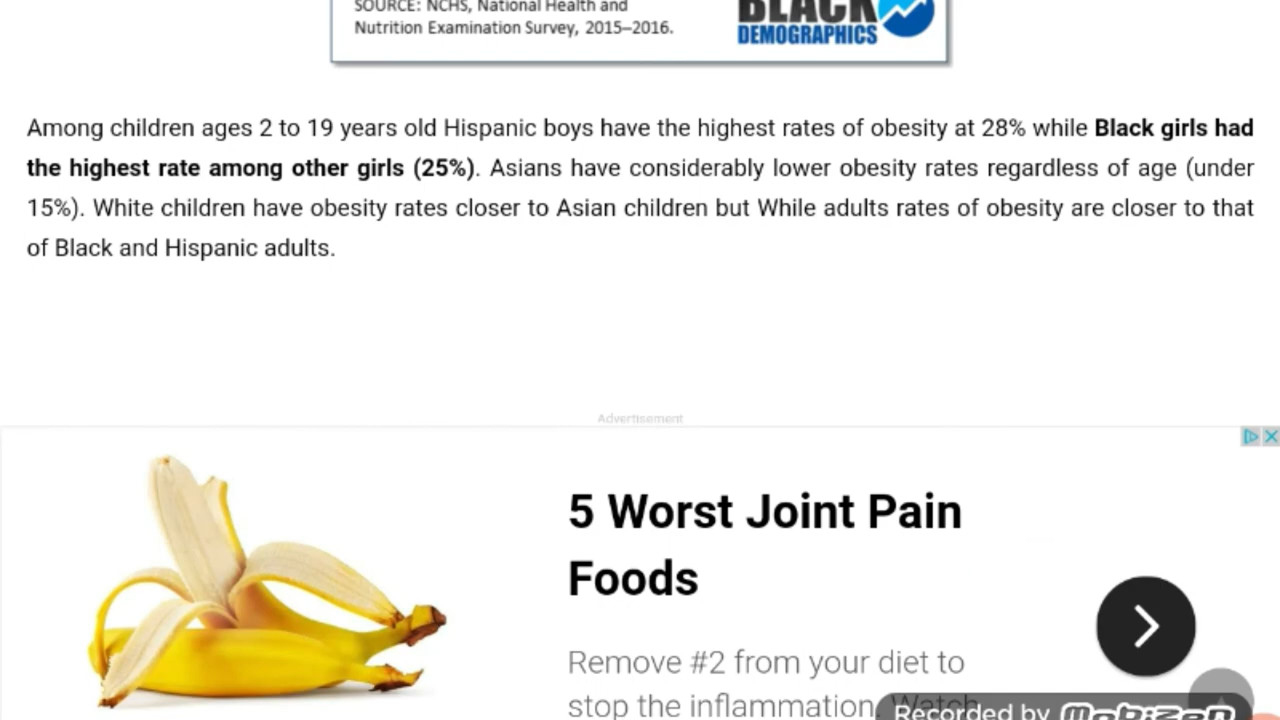 SOURCE: NCHS, National Health and
Nutrition Examination Survey, 2015–2016.
BLACK
DEMOGRAPHICS
Among children ages 2 to 19 years old Hispanic boys have the highest rates of obesity at 28% while Black girls had
the highest rate among other girls (25%). Asians have considerably lower obesity rates regardless of age (under
15%). White children have obesity rates closer to Asian children but While adults rates of obesity are closer to that
of Black and Hispanic adults.
Advertisement
5 Worst Joint Pain
Foods
Remove #2 from your diet to
stop the inflammation. Watch
Recorded by Mobizen